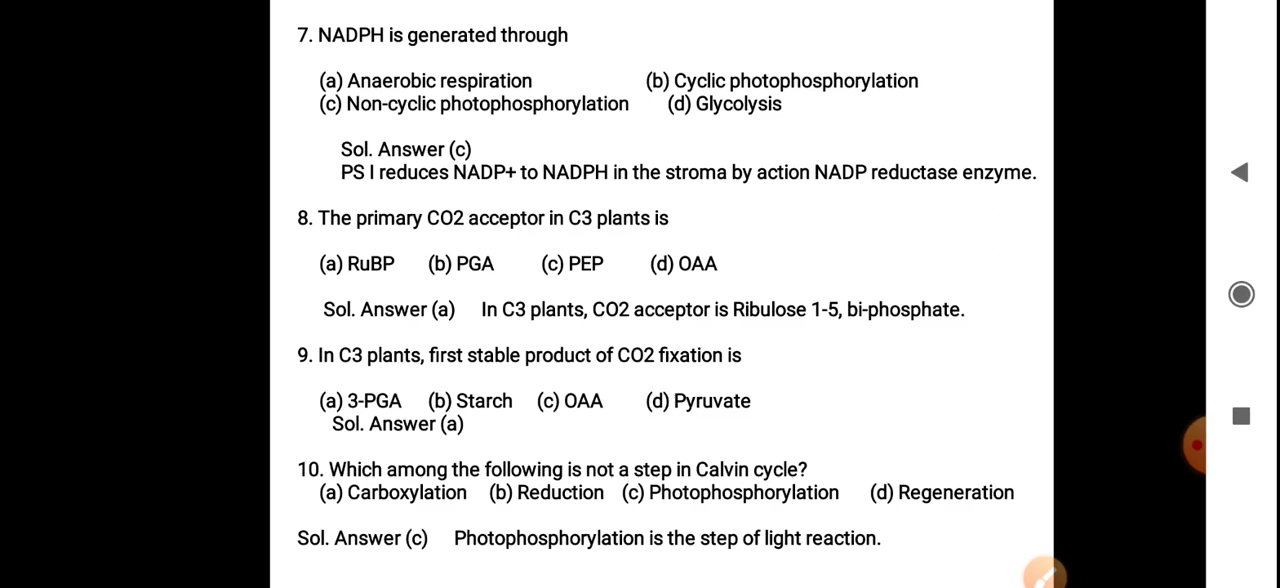 7. NADPH is generated through
(a) Anaerobic respiration (b) Cyclic photophosphorylation
(c) Non-cyclic photophosphorylation (d) Glycolysis
Sol. Answer (c)
PS I reduces NADP+ to NADPH in the stroma by action NADP reductase enzyme.
8. The primary CO2 acceptor in C3 plants is
(a) RuBP (b) PGA (c) PEP (d) OAA
Sol. Answer (a) In C3 plants, CO2 acceptor is Ribulose 1-5, bi-phosphate.
9. In C3 plants, first stable product of CO2 fixation is
(a) 3-PGA (b) Starch (c) OAA (d) Pyruvate
Sol. Answer (a)
10. Which among the following is not a step in Calvin cycle?
(a) Carboxylation (b) Reduction (c) Photophosphorylation (d) Regeneration
Sol. Answer (c) Photophosphorylation is the step of light reaction.